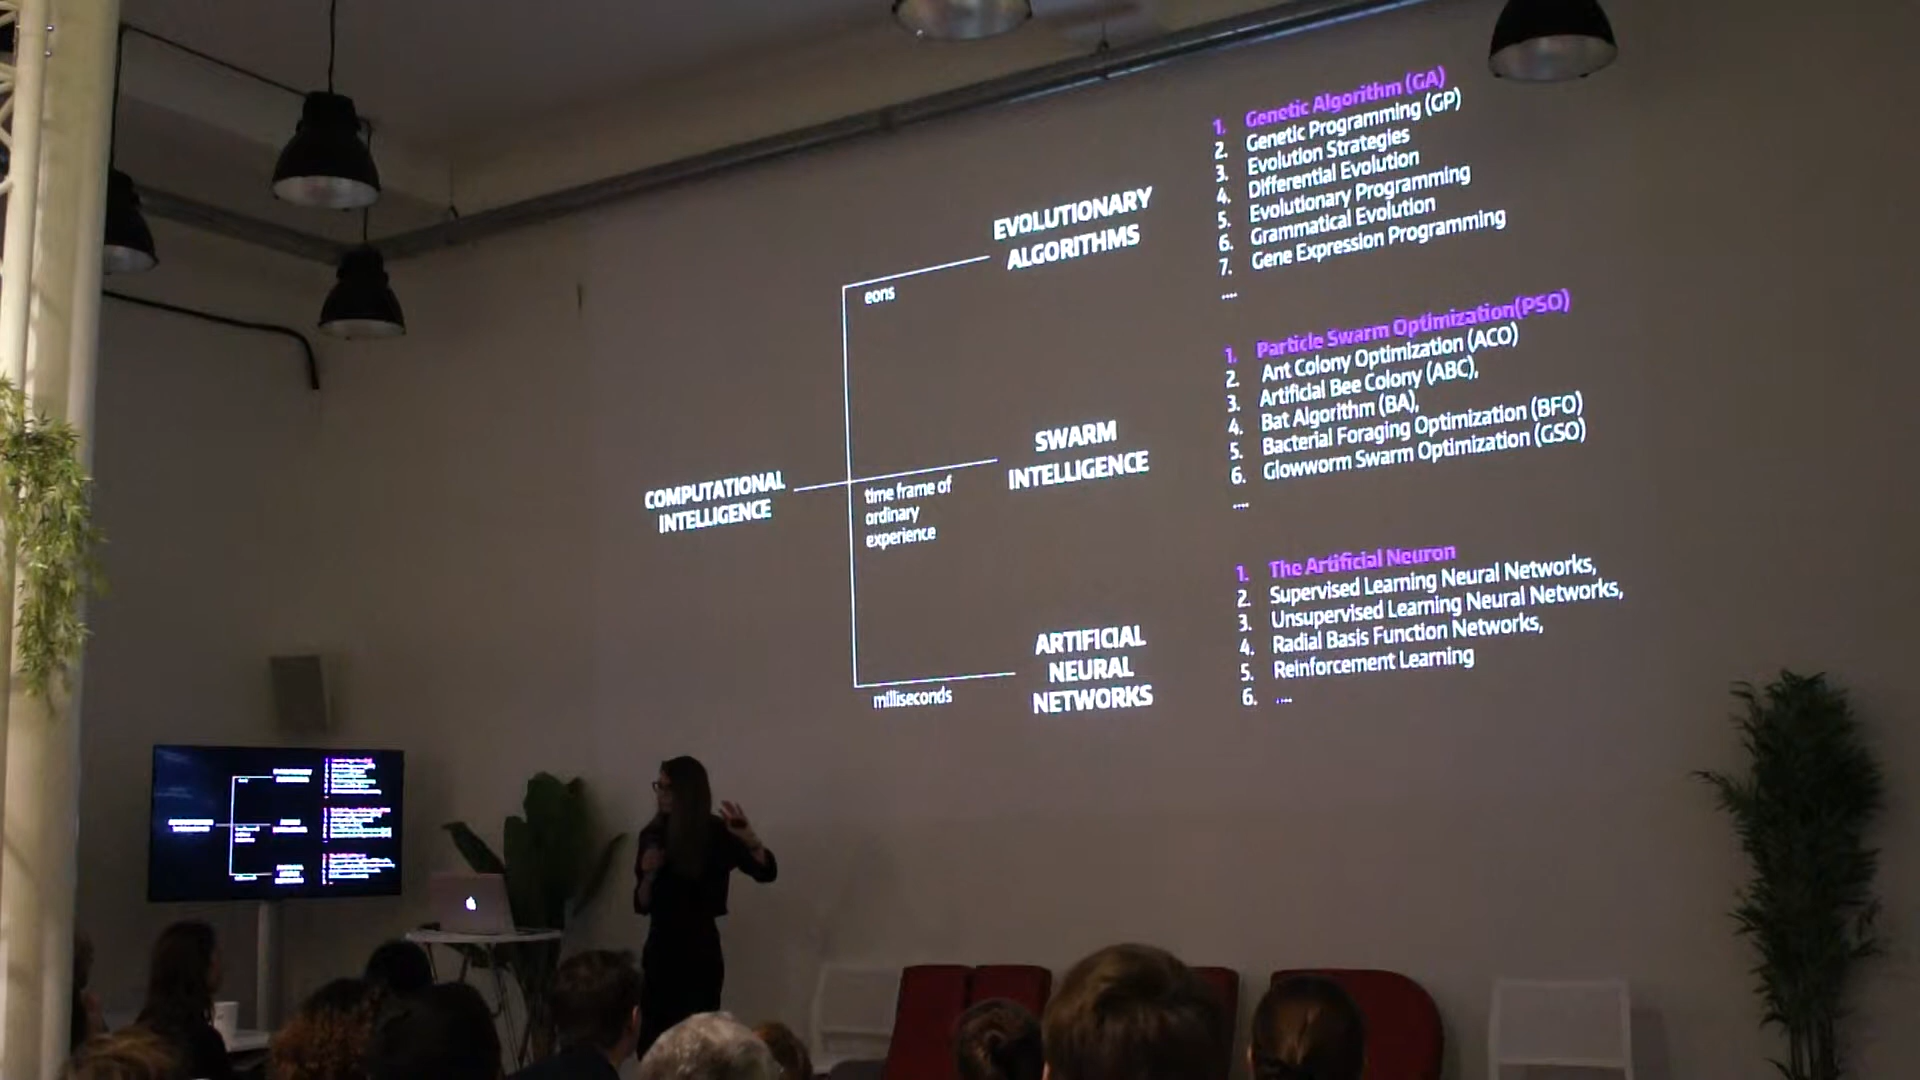 COMPUTATIONAL
INTELLIGENCE
eons
EVOLUTIONARY
ALGORITHMS
1. Genetic Algorithm (GA)
2. Genetic Programming (GP)
3. Evolution Strategies
4. Differential Evolution
5. Evolutionary Programming
6. Grammatical Evolution
7. Gene Expression Programming
....
time frame of
ordinary
experience
SWARM
INTELLIGENCE
1. Particle Swarm Optimization(PSO)
2. Ant Colony Optimization (ACO)
3. Artificial Bee Colony (ABC),
4. Bat Algorithm (BA),
5. Bacterial Foraging Optimization (BFO)
6. Glowworm Swarm Optimization (GSO)
....
milliseconds
ARTIFICIAL
NEURAL
NETWORKS
1. The Artificial Neuron
2. Supervised Learning Neural Networks,
3. Unsupervised Learning Neural Networks,
4. Radial Basis Function Networks,
5. Reinforcement Learning
6. ....